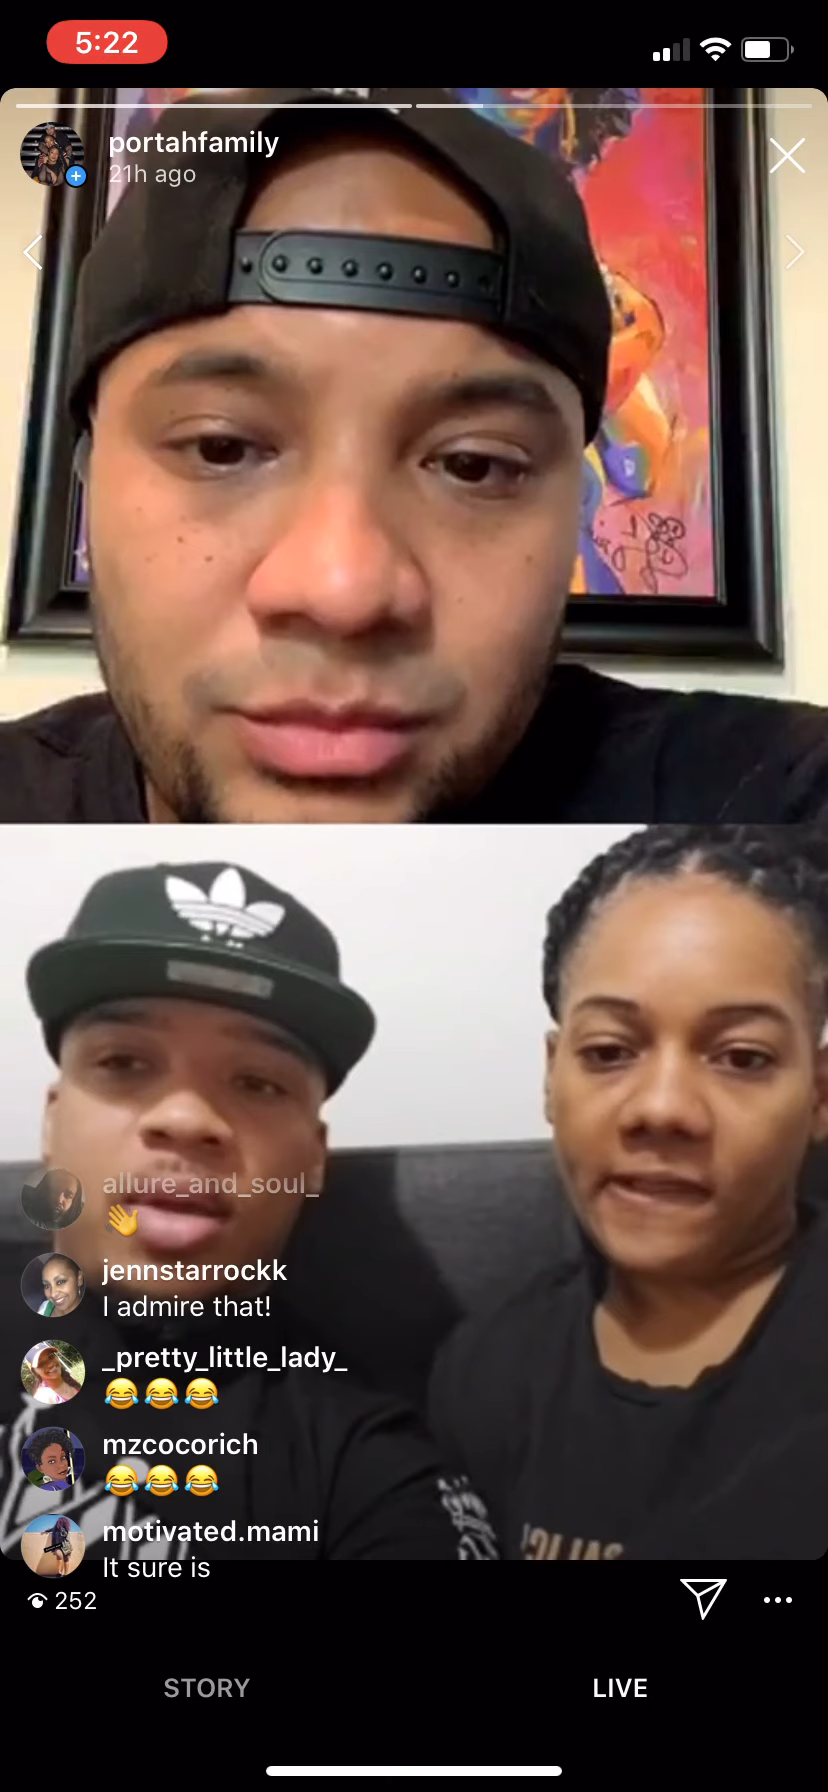 5:22
portahfamily
21h ago
allure_and_soul_
👋
jennstarrockk
I admire that!
_pretty_little_lady_
😂😂😂
mzcocorich
😂😂😂
motivated.mami
It sure is
252
STORY
LIVE